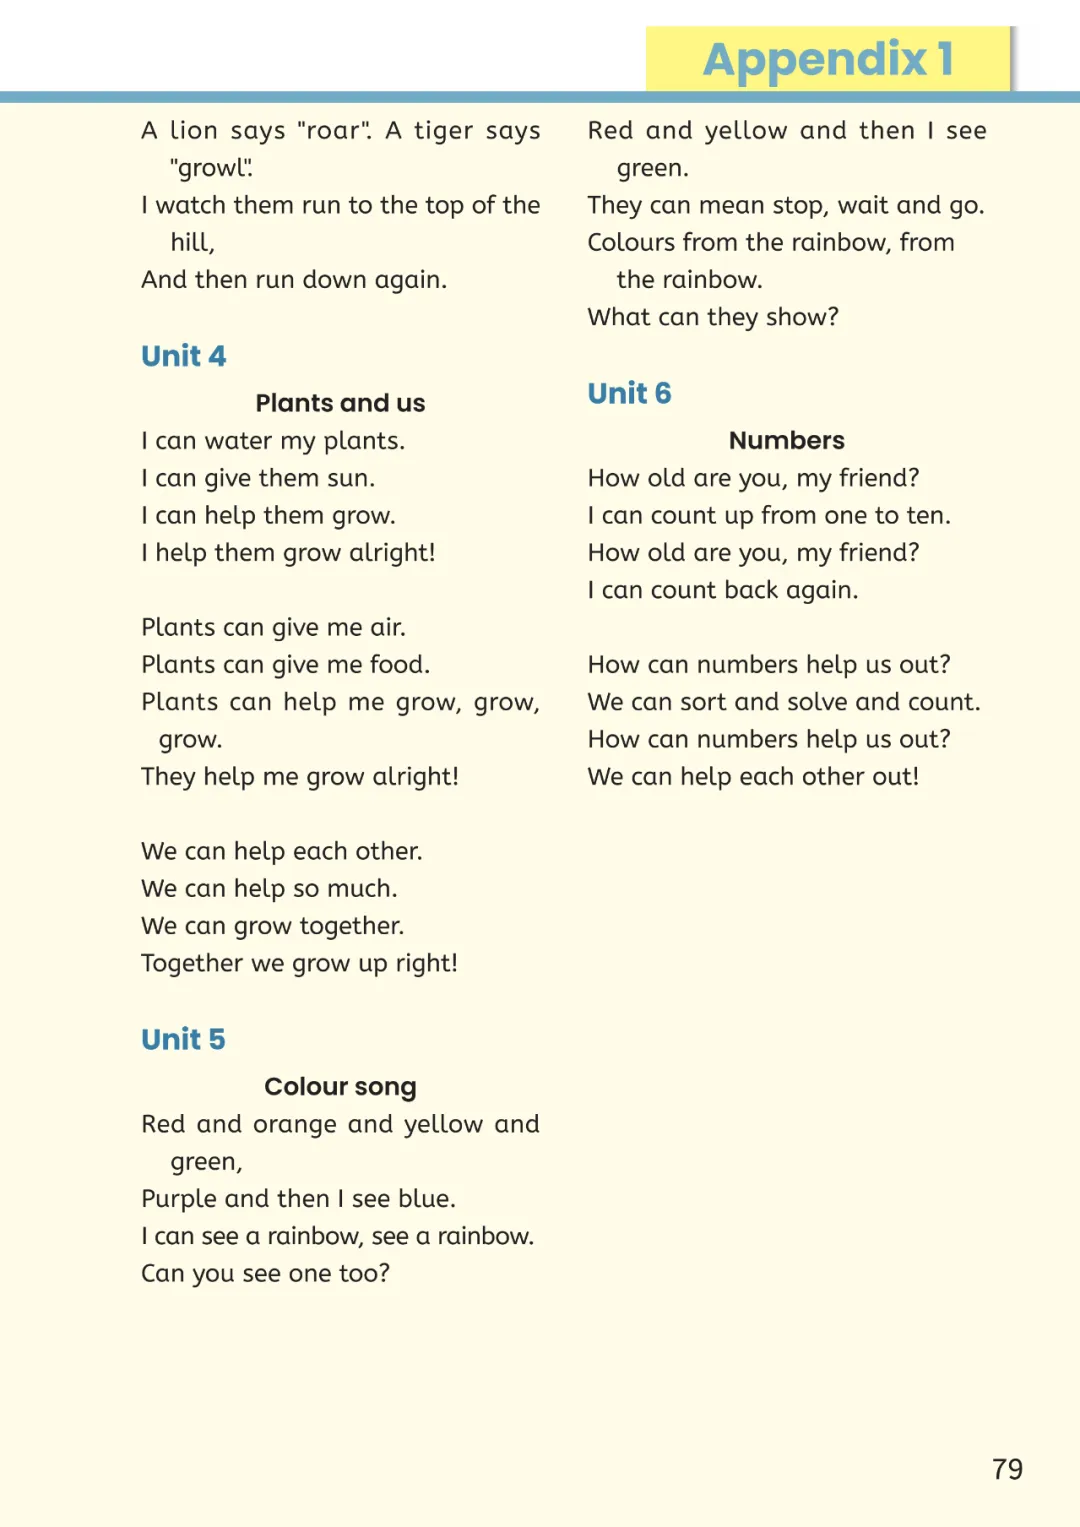 Appendix 1
A lion says "roar". A tiger says
"growl".
I watch them run to the top of the
hill,
And then run down again.
Unit 4
Plants and us
I can water my plants.
I can give them sun.
I can help them grow.
I help them grow alright!
Plants can give me air.
Plants can give me food.
Plants can help me grow, grow,
grow.
They help me grow alright!
We can help each other.
We can help so much.
We can grow together.
Together we grow up right!
Unit 5
Colour song
Red and orange and yellow and
green,
Purple and then I see blue.
I can see a rainbow, see a rainbow.
Can you see one too?
Red and yellow and then I see
green.
They can mean stop, wait and go.
Colours from the rainbow, from
the rainbow.
What can they show?
Unit 6
Numbers
How old are you, my friend?
I can count up from one to ten.
How old are you, my friend?
I can count back again.
How can numbers help us out?
We can sort and solve and count.
How can numbers help us out?
We can help each other out!
79